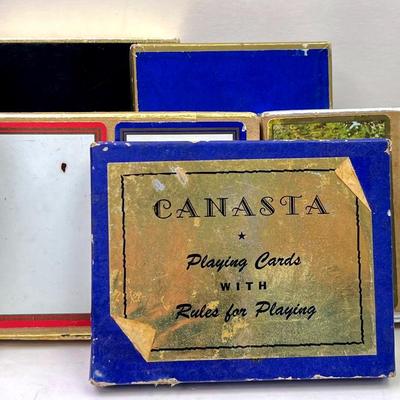 CANASTA
★
Playing Cards
WITH
Rules for Playing